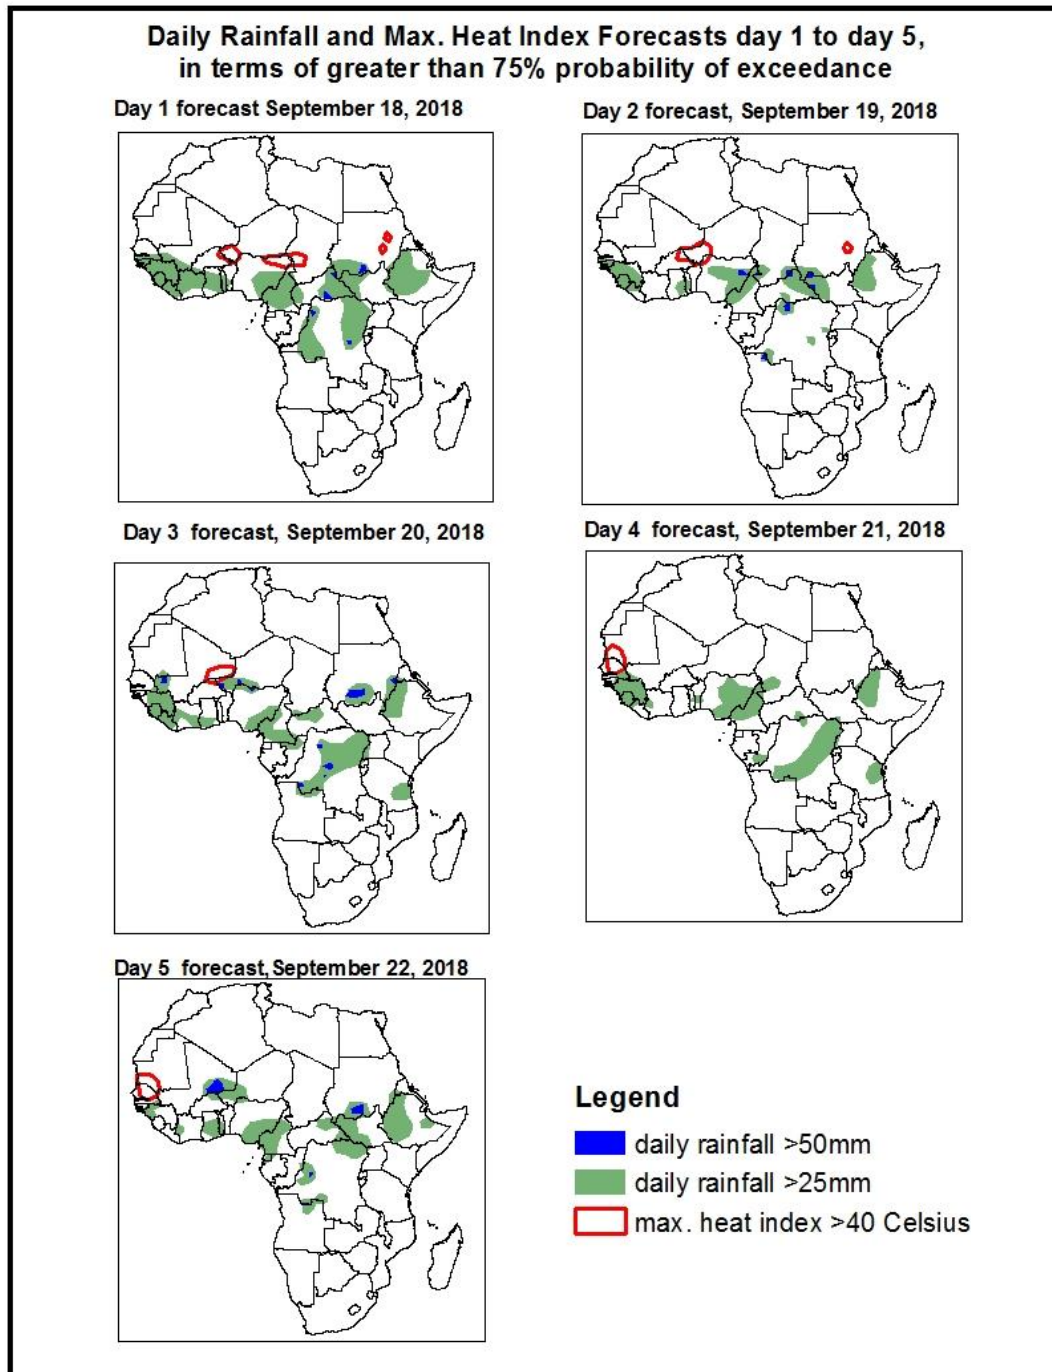 Daily Rainfall and Max. Heat Index Forecasts day 1 to day 5,
in terms of greater than 75% probability of exceedance
Day 1 forecast September 18, 2018
Day 2 forecast, September 19, 2018
Day 3 forecast, September 20, 2018
Day 4 forecast, September 21, 2018
Day 5 forecast, September 22, 2018
Legend
daily rainfall >50mm
daily rainfall >25mm
max. heat index >40 Celsius